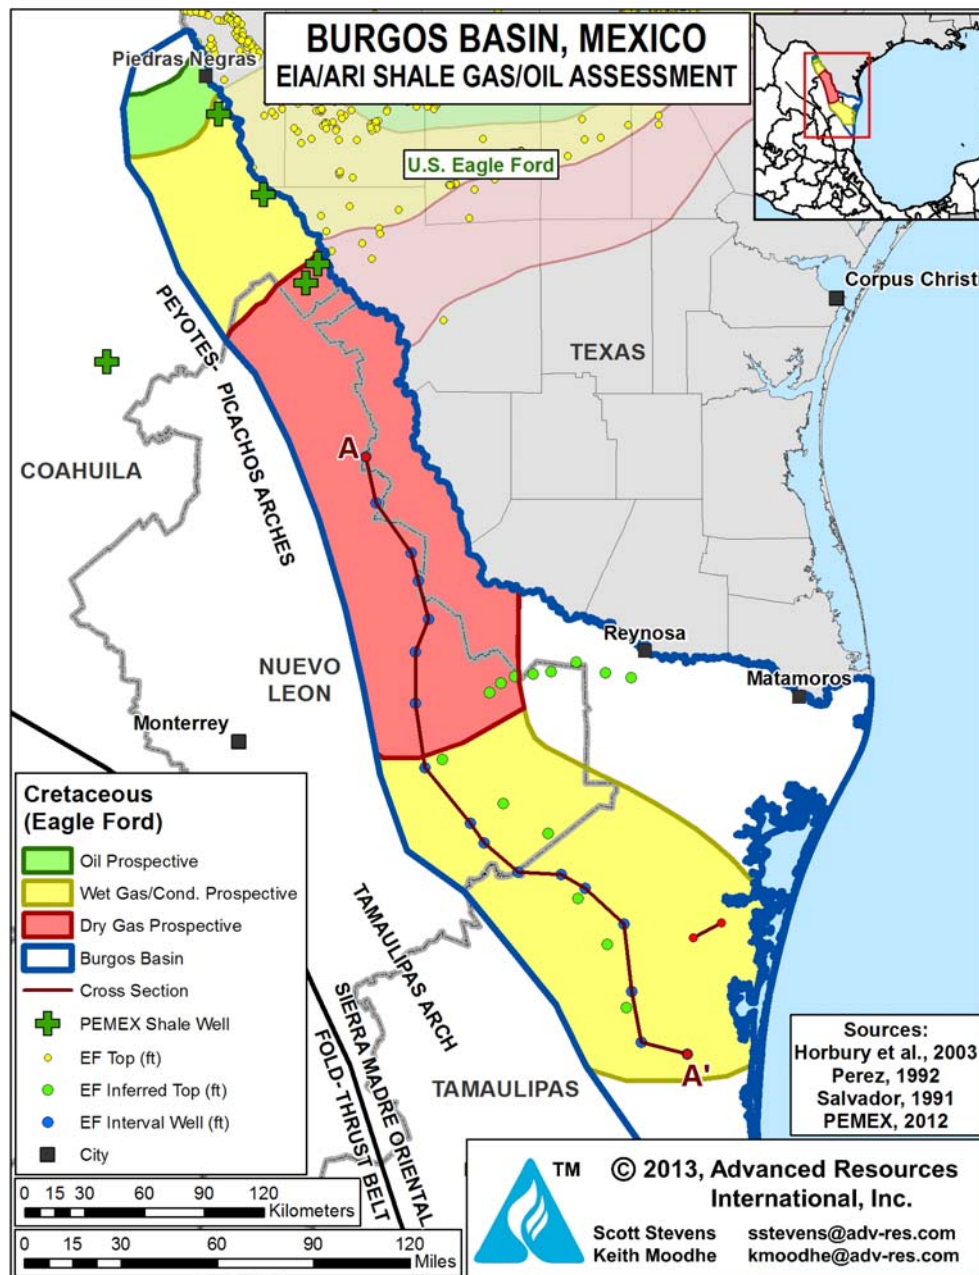 BURGOS BASIN, MEXICO
EIA/ARI SHALE GAS/OIL ASSESSMENT
Piedras Negras
U.S. Eagle Ford
Corpus Christi
TEXAS
PEYOTES- PICACHOS ARCHES
COAHUILA
A
NUEVO
LEON
Reynosa
Matamoros
Monterrey
Cretaceous
(Eagle Ford)
Oil Prospective
Wet Gas/Cond. Prospective
Dry Gas Prospective
Burgos Basin
Cross Section
PEMEX Shale Well
EF Top (ft)
EF Inferred Top (ft)
EF Interval Well (ft)
City
TAMAULIPAS ARCH
SIERRA MADRE ORIENTAL
FOLD-THRUST BELT
TAMAULIPAS
A'
Sources:
Horbury et al., 2003
Perez, 1992
Salvador, 1991
PEMEX, 2012
0 15 30 60 90 120
Kilometers
0 15 30 60 90 120
Miles
TM
© 2013, Advanced Resources
International, Inc.
Scott Stevens sstevens@adv-res.com
Keith Moodhe kmoodhe@adv-res.com